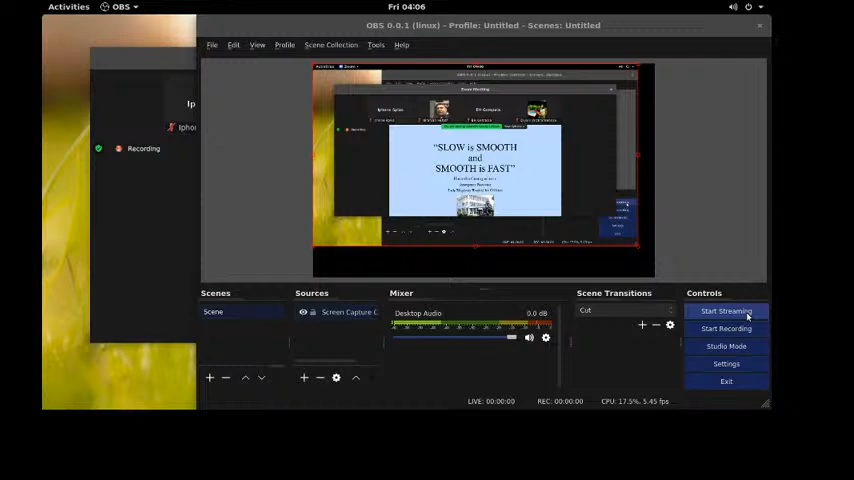 Activities
OBS
Fri 04:06
OBS 0.0.1 (linux) - Profile: Untitled - Scenes: Untitled
File Edit View Profile Scene Collection Tools Help
Ip
Ipho
Recording
"SLOW is SMOOTH
and
SMOOTH is FAST"
Scenes
Scene
Sources
Screen Capture (
Mixer
Desktop Audio
0.0 dB
Scene Transitions
Cut
Controls
Start Streaming
Start Recording
Studio Mode
Settings
Exit
LIVE: 00:00:00
REC: 00:00:00
CPU: 17.5%, 5.45 fps